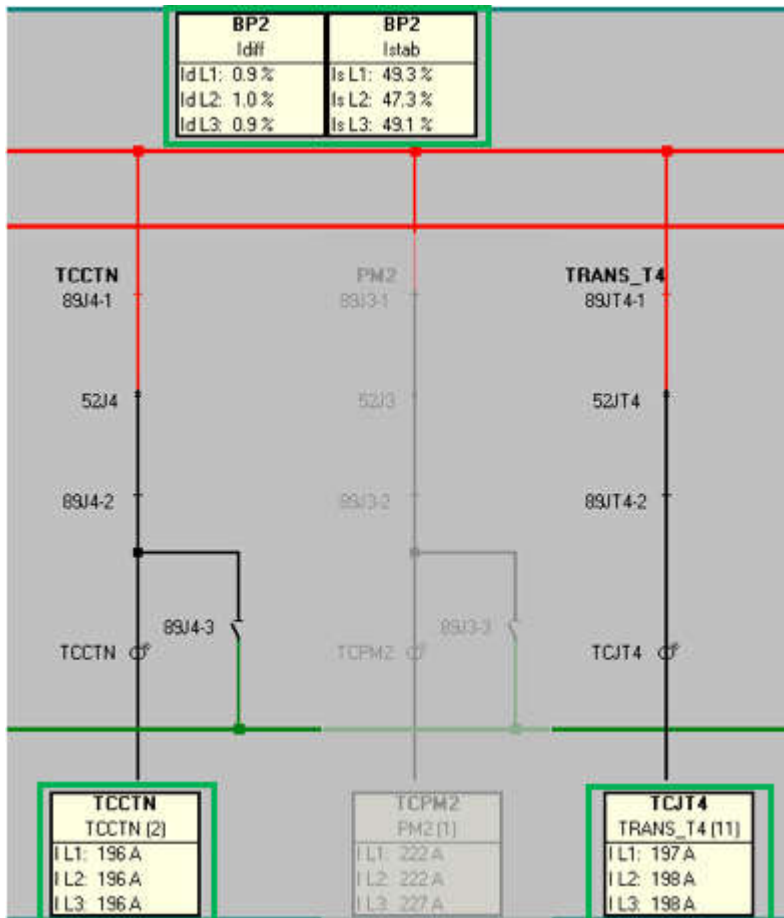 BP2
Idiff
Id L1: 0.9 %
Id L2: 1.0 %
Id L3: 0.9 %
BP2
Istab
Is L1: 49.3 %
Is L2: 47.3 %
Is L3: 49.1 %
TCCTN
89J4-1
52J4
89J4-2
89J4-3
TCCTN
PM2
89J3-1
52J3
89J3-2
89J3-3
TCPM2
TRANS_T4
89JT4-1
52JT4
89JT4-2
TCJT4
TCCTN
TCCTN (2)
I L1: 196 A
I L2: 196 A
I L3: 196 A
TCPM2
PM2 (1)
I L1: 222 A
I L2: 222 A
I L3: 227 A
TCJT4
TRANS_T4 (11)
I L1: 197 A
I L2: 198 A
I L3: 198 A